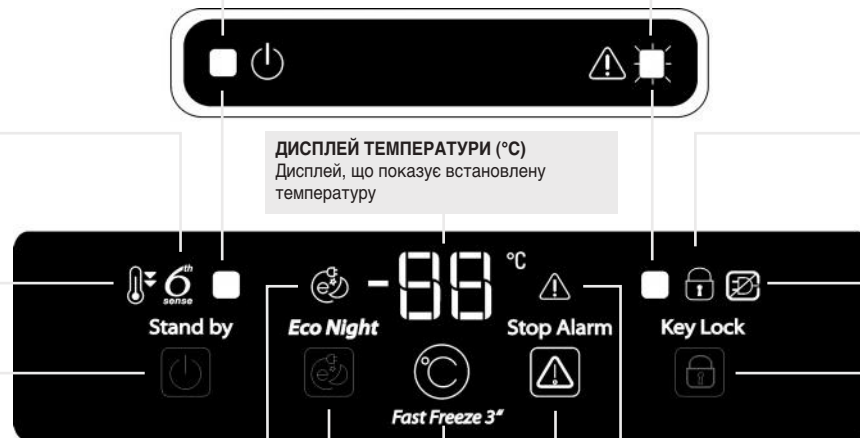 ДИСПЛЕЙ ТЕМПЕРАТУРИ (°C)
Дисплей, що показує встановлену
температуру
6th sense -88 °C
Stand by Eco Night Stop Alarm Key Lock
°C
Fast Freeze 3"